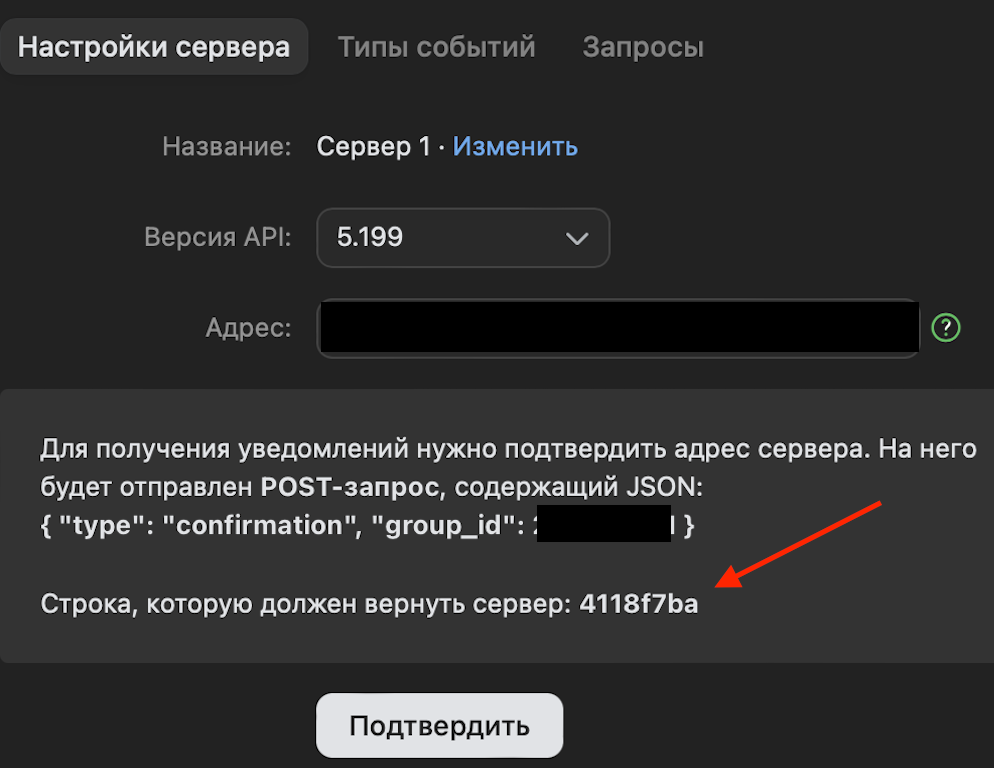 Настройки сервера Типы событий Запросы
Название: Сервер 1 · Изменить
Версия API: 5.199
Адрес:
Для получения уведомлений нужно подтвердить адрес сервера. На него
будет отправлен POST-запрос, содержащий JSON:
{ "type": "confirmation", "group_id": }
Строка, которую должен вернуть сервер: 4118f7ba
Подтвердить